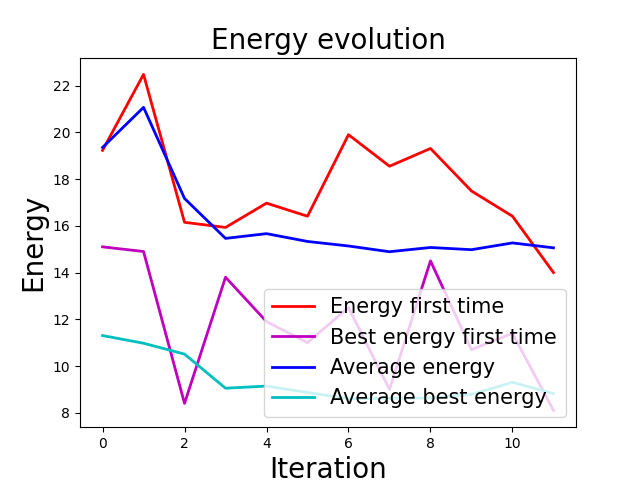 Energy evolution
Energy
22
20
18
16
14
12
10
8
0
2
4
6
8
10
Iteration
Energy first time
Best energy first time
Average energy
Average best energy